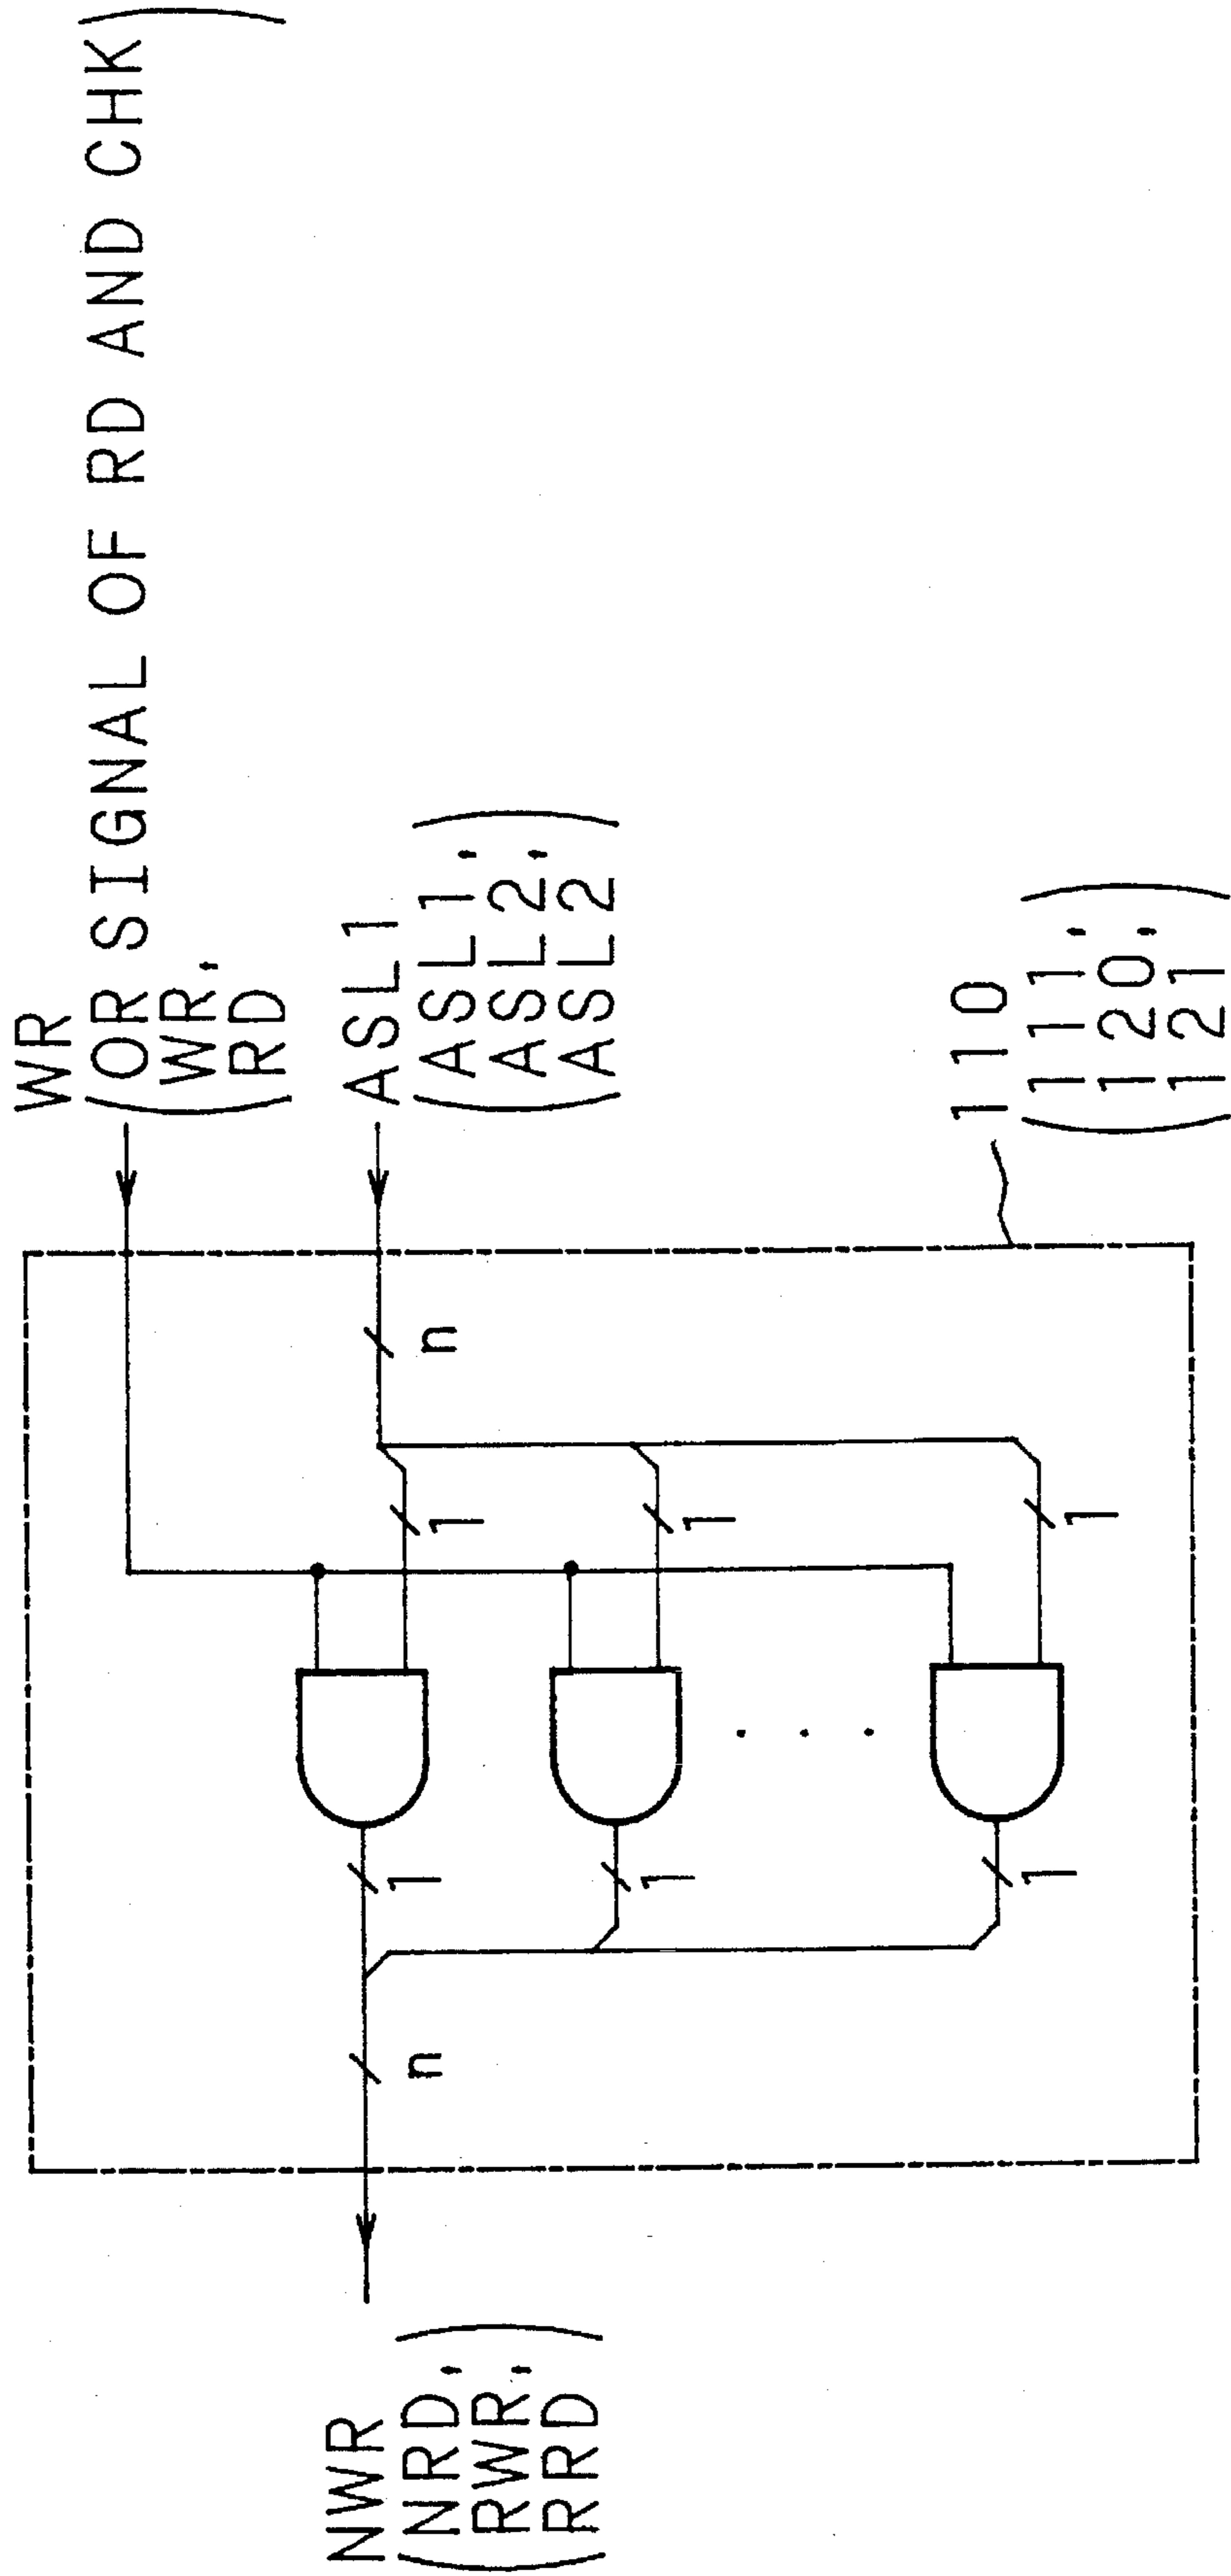 WR
(OR SIGNAL OF RD AND CHK)
WR,
RD
ASL1
(ASL1,
ASL2,
ASL2)
110
(111,
120,
121)
n
1
1
1
1
1
1
n
NWR
(NRD,
RWR,
RRD)